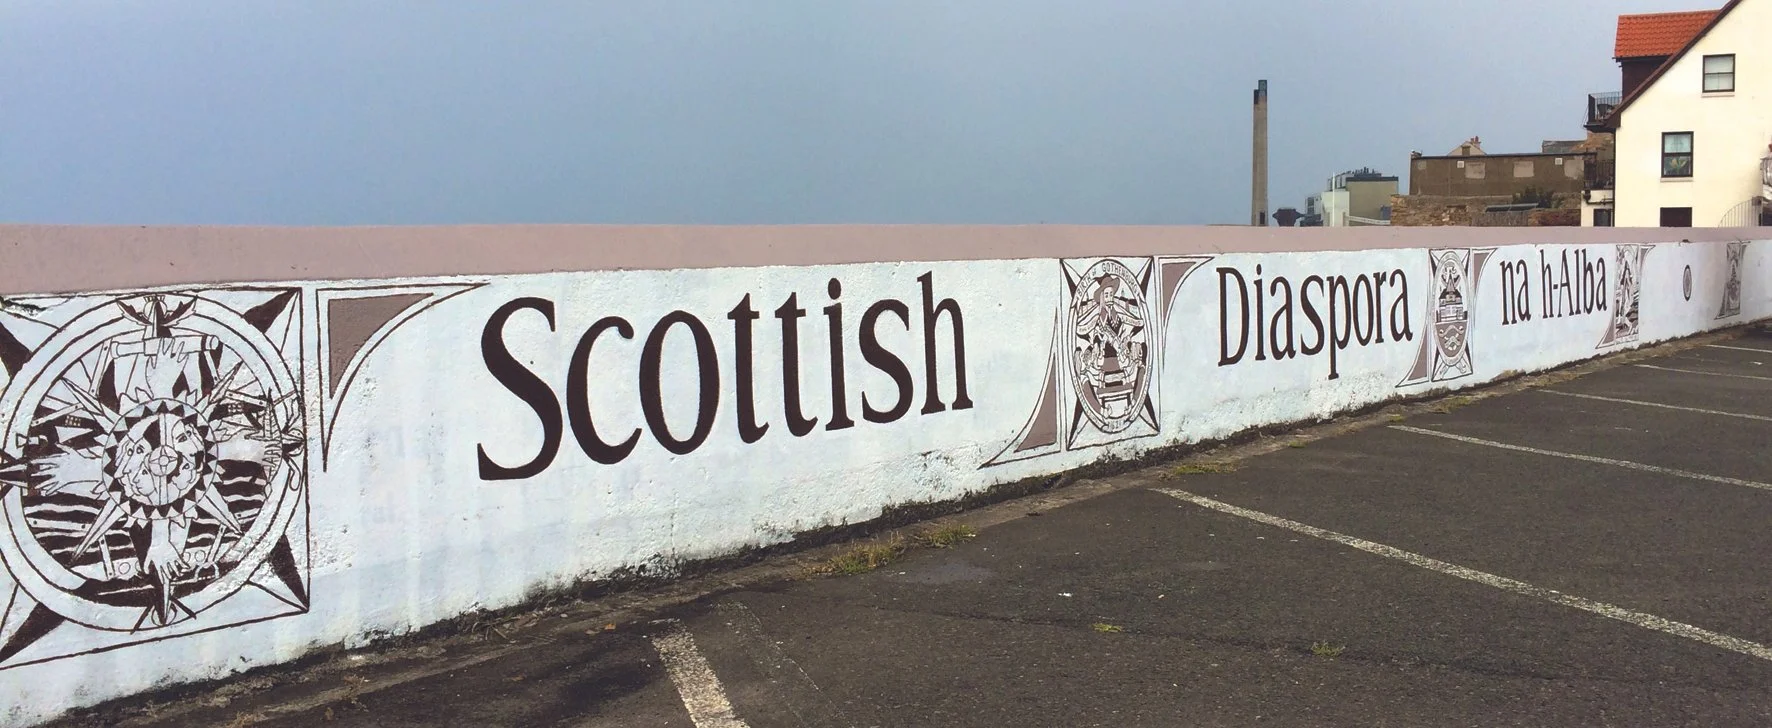 Scottish Diaspora na h-Alba